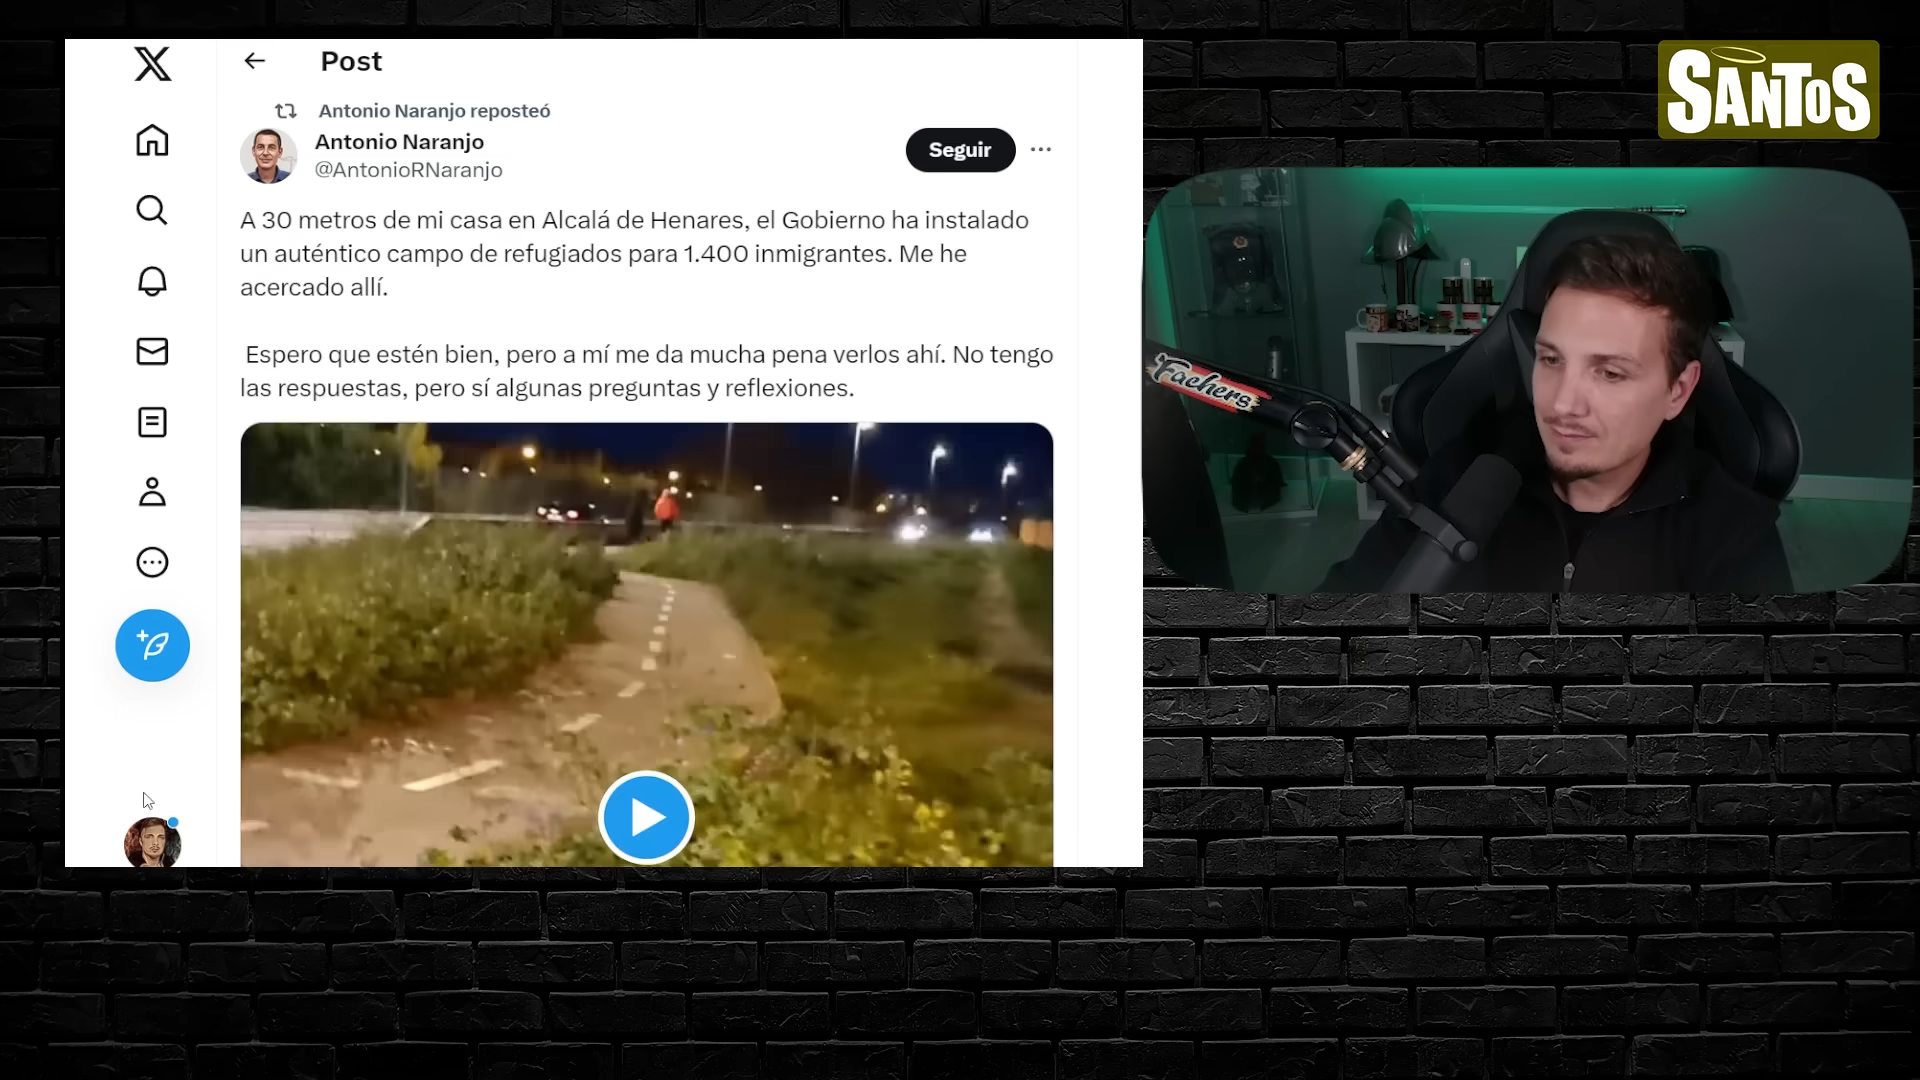 Post
Antonio Naranjo reposteó
Antonio Naranjo
@AntonioRNaranjo
Seguir
A 30 metros de mi casa en Alcalá de Henares, el Gobierno ha instalado
un auténtico campo de refugiados para 1.400 inmigrantes. Me he
acercado allí.
Espero que estén bien, pero a mí me da mucha pena verlos ahí. No tengo
las respuestas, pero sí algunas preguntas y reflexiones.
SANTOS
Fachers